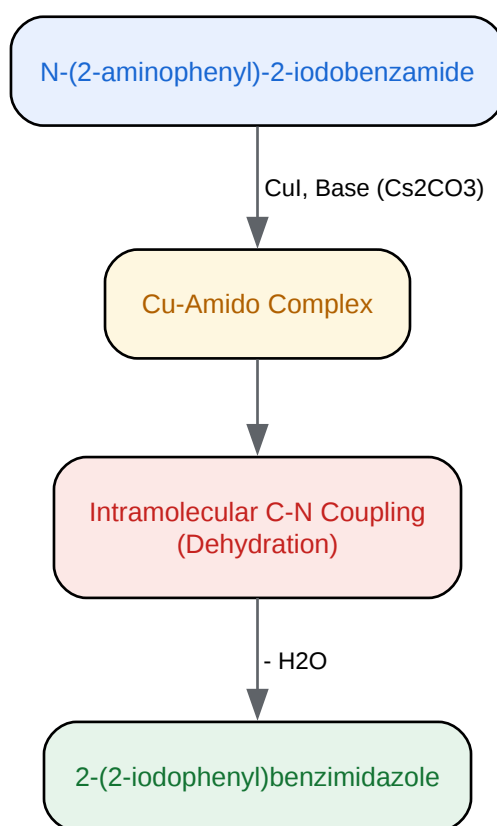 N-(2-aminophenyl)-2-iodobenzamide
CuI, Base (Cs2CO3)
Cu-Amido Complex
Intramolecular C-N Coupling
(Dehydration)
- H2O
2-(2-iodophenyl)benzimidazole